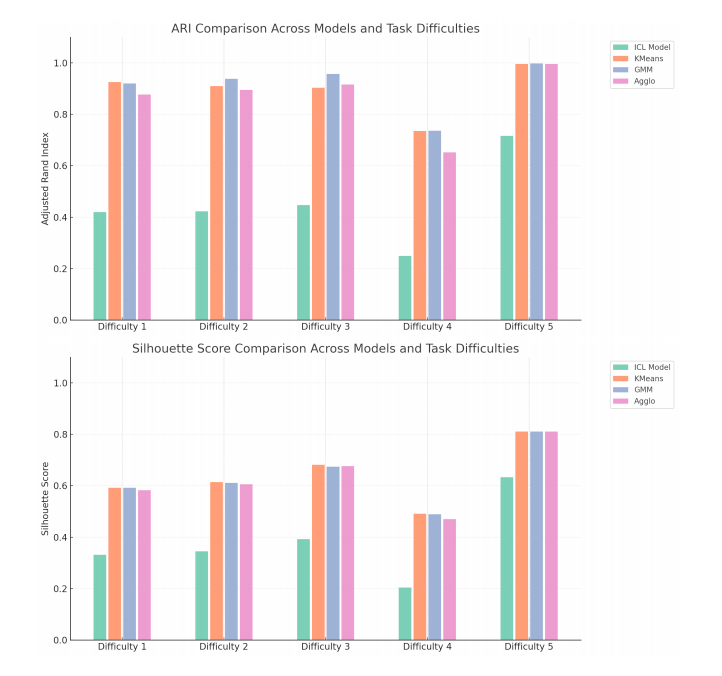 ARI Comparison Across Models and Task Difficulties
ICL Model
KMeans
GMM
Agglo
Adjusted Rand Index
1.0
0.8
0.6
0.4
0.2
0.0
Difficulty 1
Difficulty 2
Difficulty 3
Difficulty 4
Difficulty 5
Silhouette Score Comparison Across Models and Task Difficulties
ICL Model
KMeans
GMM
Agglo
Silhouette Score
1.0
0.8
0.6
0.4
0.2
0.0
Difficulty 1
Difficulty 2
Difficulty 3
Difficulty 4
Difficulty 5